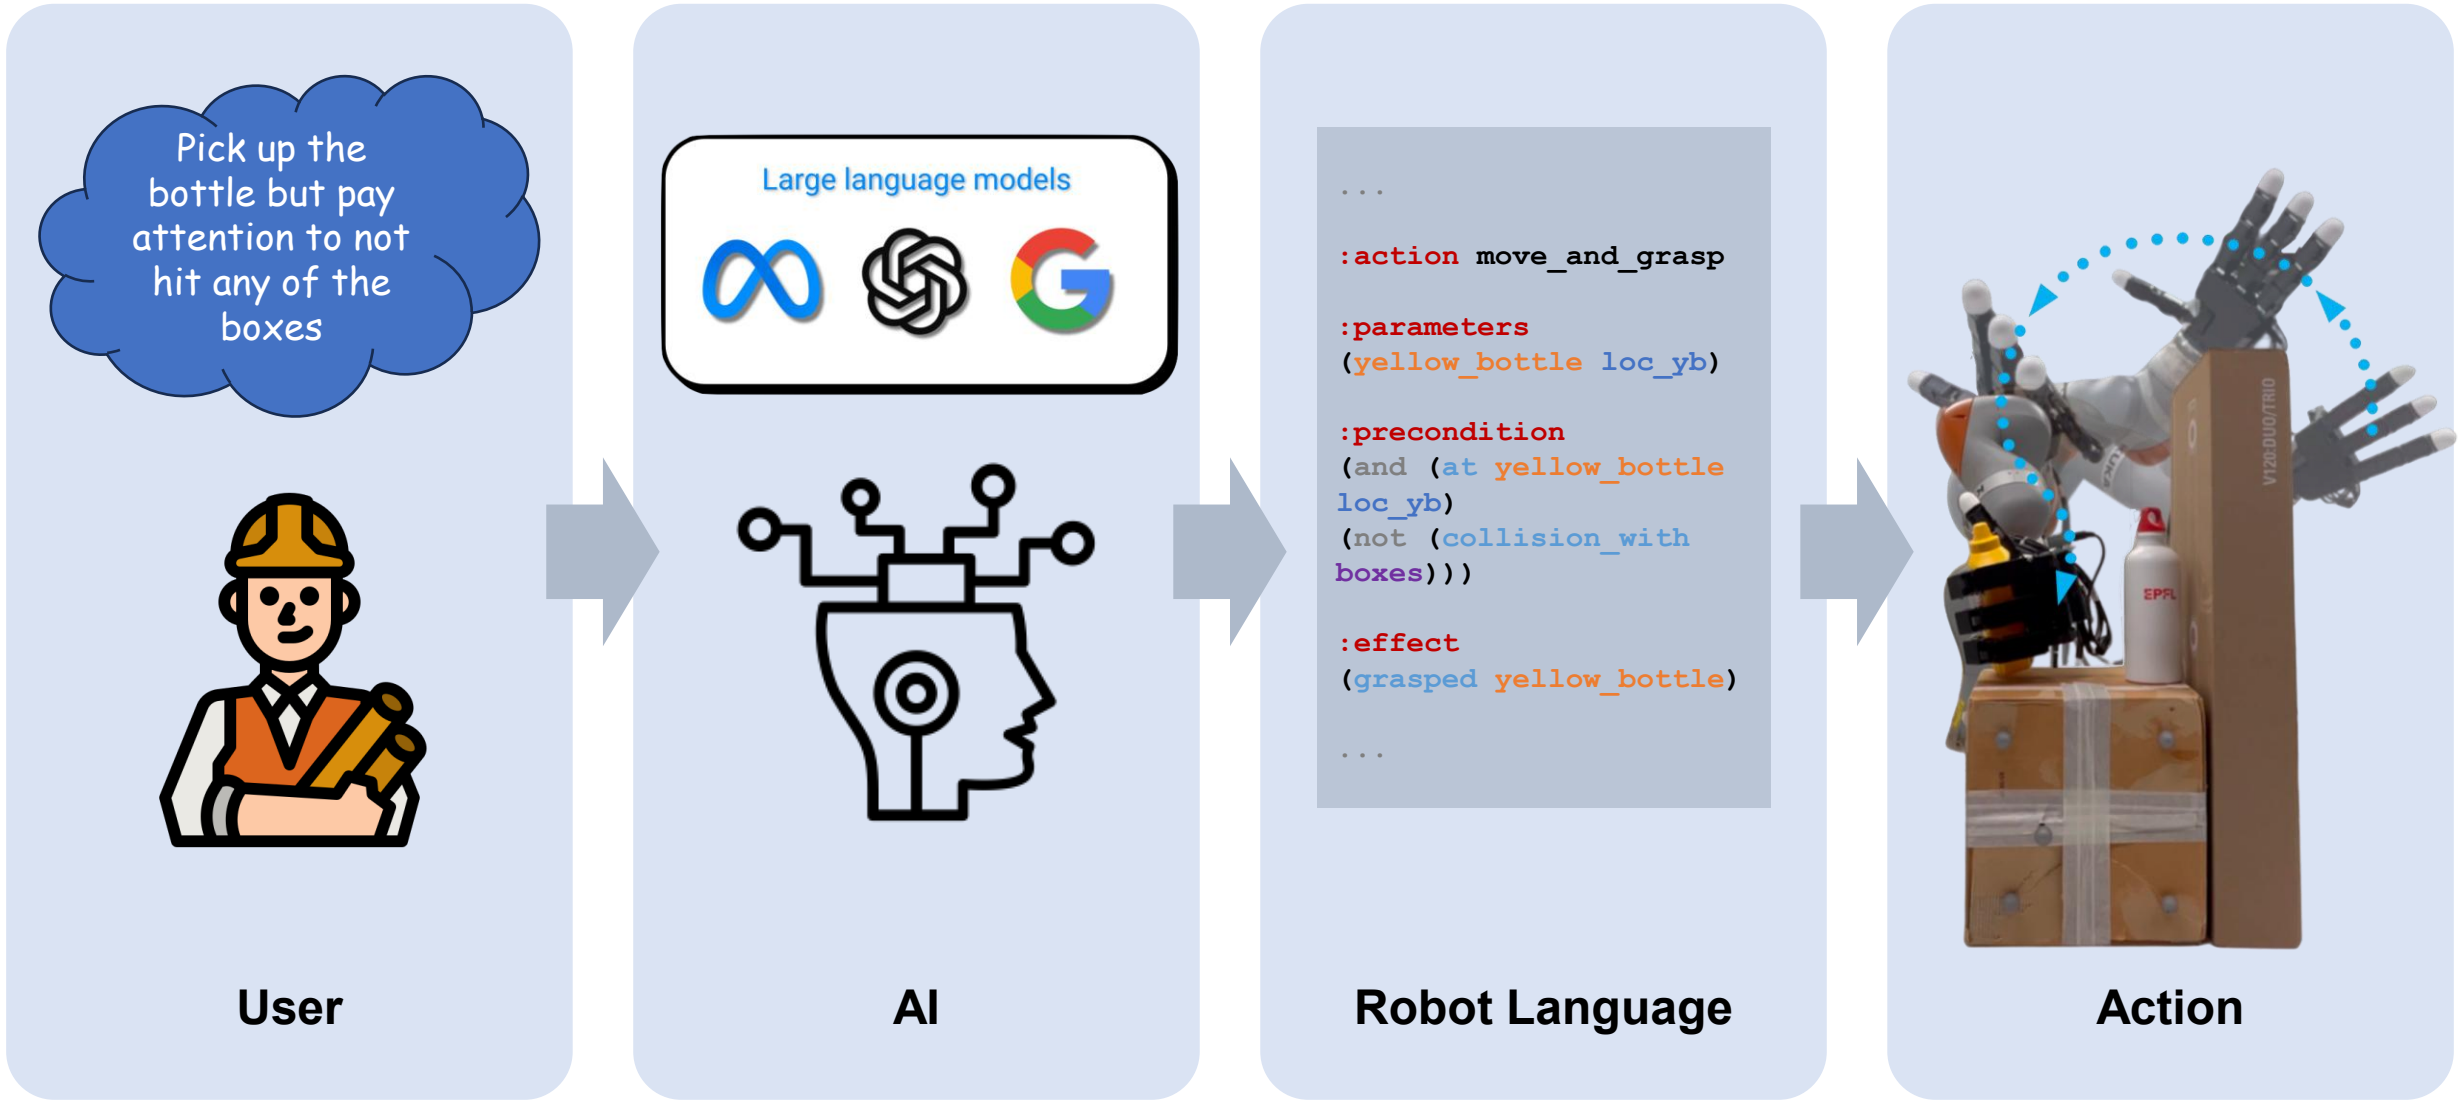 Pick up the
bottle but pay
attention to not
hit any of the
boxes
User
Large language models
AI
...
:action move_and_grasp
:parameters
(yellow_bottle loc_yb)
:precondition
(and (at yellow_bottle
loc_yb)
(not (collision_with
boxes)))
:effect
(grasped yellow_bottle)
...
Robot Language
V120:DUO/TRIO
KUKA
EPFL
Action